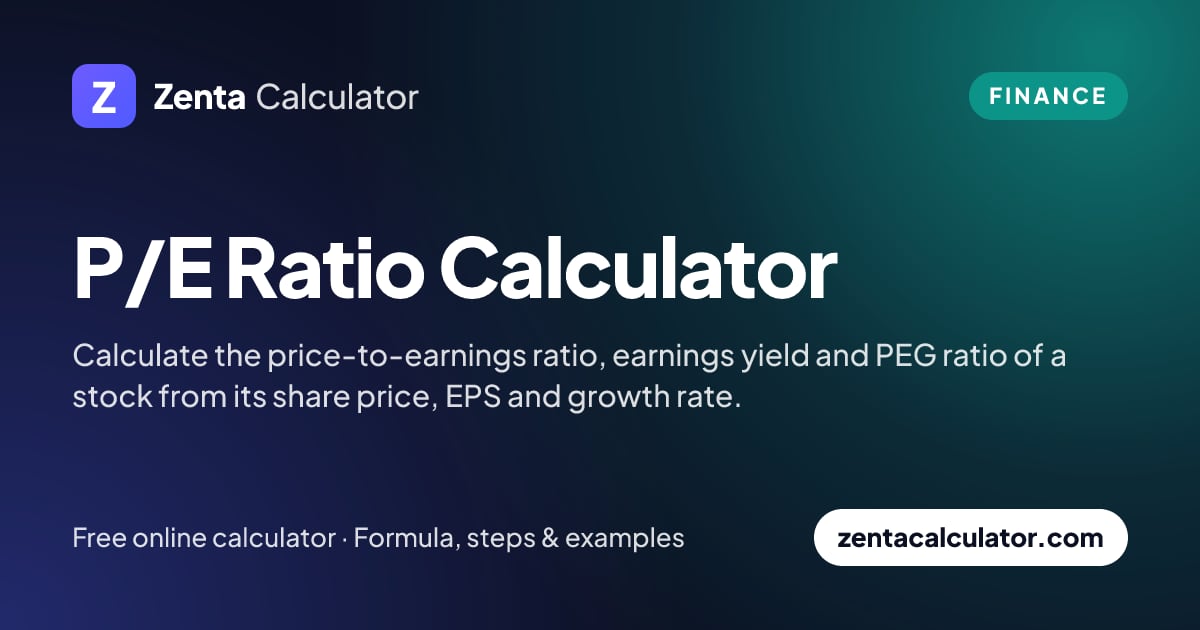 Z
Zenta Calculator
FINANCE
P/E Ratio Calculator
Calculate the price-to-earnings ratio, earnings yield and PEG ratio of a
stock from its share price, EPS and growth rate.
Free online calculator · Formula, steps & examples
zentacalculator.com